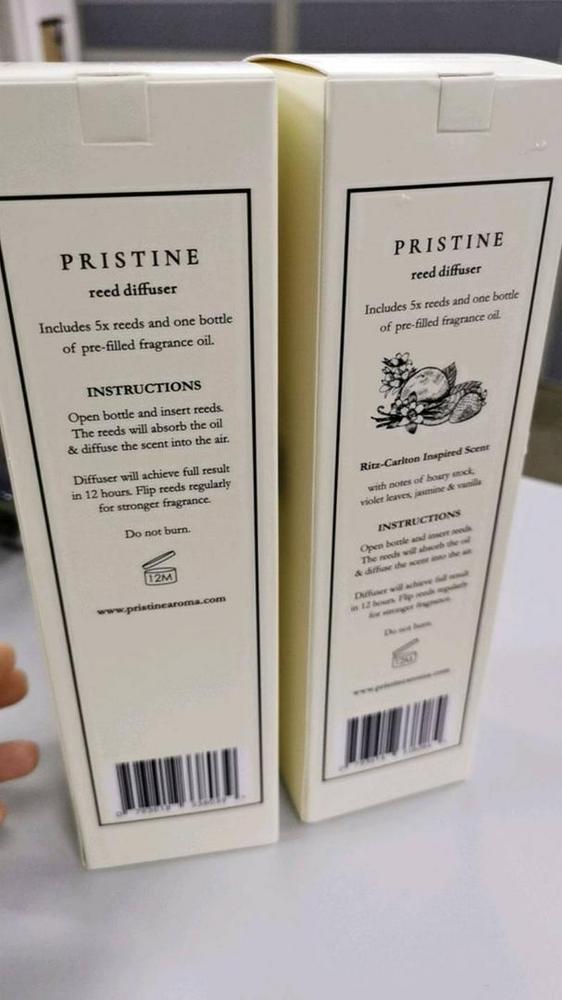 PRISTINE
reed diffuser
Includes 5x reeds and one bottle
of pre-filled fragrance oil.
INSTRUCTIONS
Open bottle and insert reeds.
The reeds will absorb the oil
& diffuse the scent into the air.
Diffuser will achieve full result
in 12 hours. Flip reeds regularly
for stronger fragrance.
Do not burn.
12M
www.pristinearoma.com
PRISTINE
reed diffuser
Includes 5x reeds and one bottle
of pre-filled fragrance oil.
Ritz-Carlton Inspired Scent
with notes of hoary stock,
violet leaves, jasmine & vanilla
INSTRUCTIONS
Open bottle and insert reeds.
The reeds will absorb the oil
& diffuse the scent into the air.
Diffuser will achieve full result
in 12 hours. Flip reeds regularly
for stronger fragrance.
Do not burn.
12M
www.pristinearoma.com